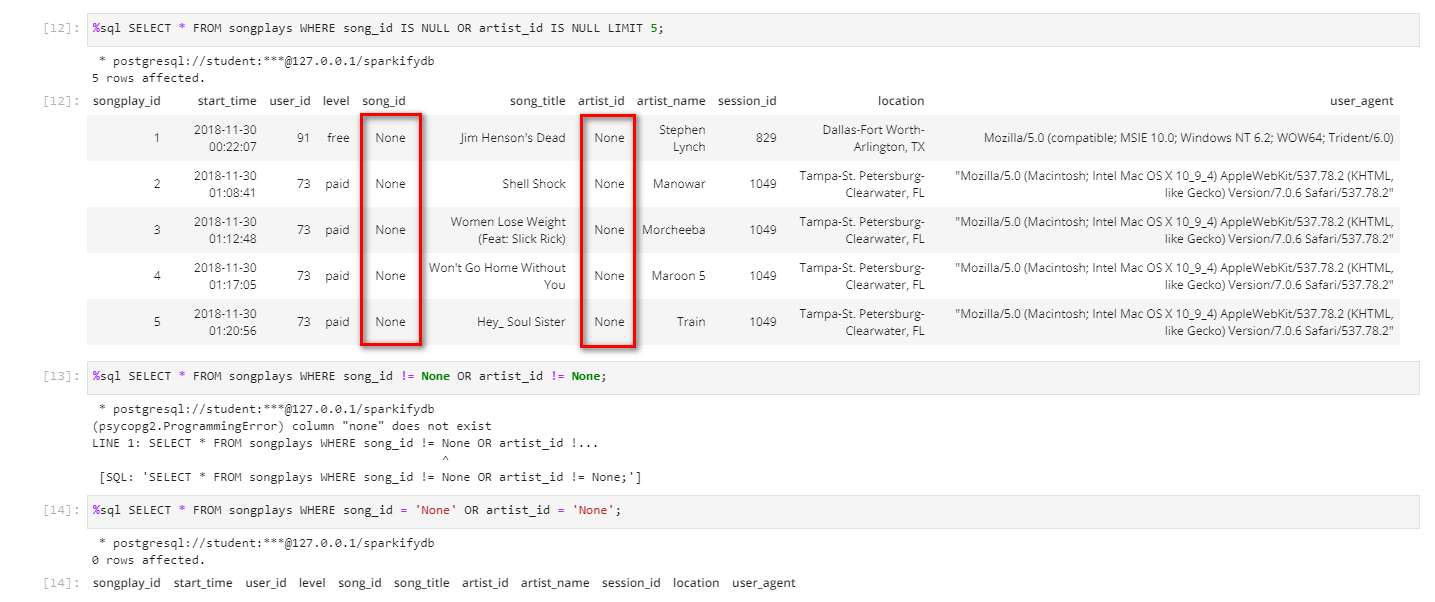 [12]: %sql SELECT * FROM songplays WHERE song_id IS NULL OR artist_id IS NULL LIMIT 5;
* postgresql://student:***@127.0.0.1/sparkifydb
5 rows affected.
[12]: songplay_id start_time user_id level song_id song_title artist_id artist_name session_id location user_agent
1 2018-11-30 00:22:07 91 free None Jim Henson's Dead None Stephen Lynch 829 Dallas-Fort Worth-Arlington, TX Mozilla/5.0 (compatible; MSIE 10.0; Windows NT 6.2; WOW64; Trident/6.0)
2 2018-11-30 01:08:41 73 paid None Shell Shock None Manowar 1049 Tampa-St. Petersburg-Clearwater, FL "Mozilla/5.0 (Macintosh; Intel Mac OS X 10_9_4) AppleWebKit/537.78.2 (KHTML, like Gecko) Version/7.0.6 Safari/537.78.2"
3 2018-11-30 01:12:48 73 paid None Women Lose Weight (Feat: Slick Rick) None Morcheeba 1049 Tampa-St. Petersburg-Clearwater, FL "Mozilla/5.0 (Macintosh; Intel Mac OS X 10_9_4) AppleWebKit/537.78.2 (KHTML, like Gecko) Version/7.0.6 Safari/537.78.2"
4 2018-11-30 01:17:05 73 paid None Won't Go Home Without You None Maroon 5 1049 Tampa-St. Petersburg-Clearwater, FL "Mozilla/5.0 (Macintosh; Intel Mac OS X 10_9_4) AppleWebKit/537.78.2 (KHTML, like Gecko) Version/7.0.6 Safari/537.78.2"
5 2018-11-30 01:20:56 73 paid None Hey_ Soul Sister None Train 1049 Tampa-St. Petersburg-Clearwater, FL "Mozilla/5.0 (Macintosh; Intel Mac OS X 10_9_4) AppleWebKit/537.78.2 (KHTML, like Gecko) Version/7.0.6 Safari/537.78.2"
[13]: %sql SELECT * FROM songplays WHERE song_id != None OR artist_id != None;
* postgresql://student:***@127.0.0.1/sparkifydb
(psycopg2.ProgrammingError) column "none" does not exist
LINE 1: SELECT * FROM songplays WHERE song_id != None OR artist_id !...
^
[SQL: 'SELECT * FROM songplays WHERE song_id != None OR artist_id != None;']
[14]: %sql SELECT * FROM songplays WHERE song_id = 'None' OR artist_id = 'None';
* postgresql://student:***@127.0.0.1/sparkifydb
0 rows affected.
[14]: songplay_id start_time user_id level song_id song_title artist_id artist_name session_id location user_agent